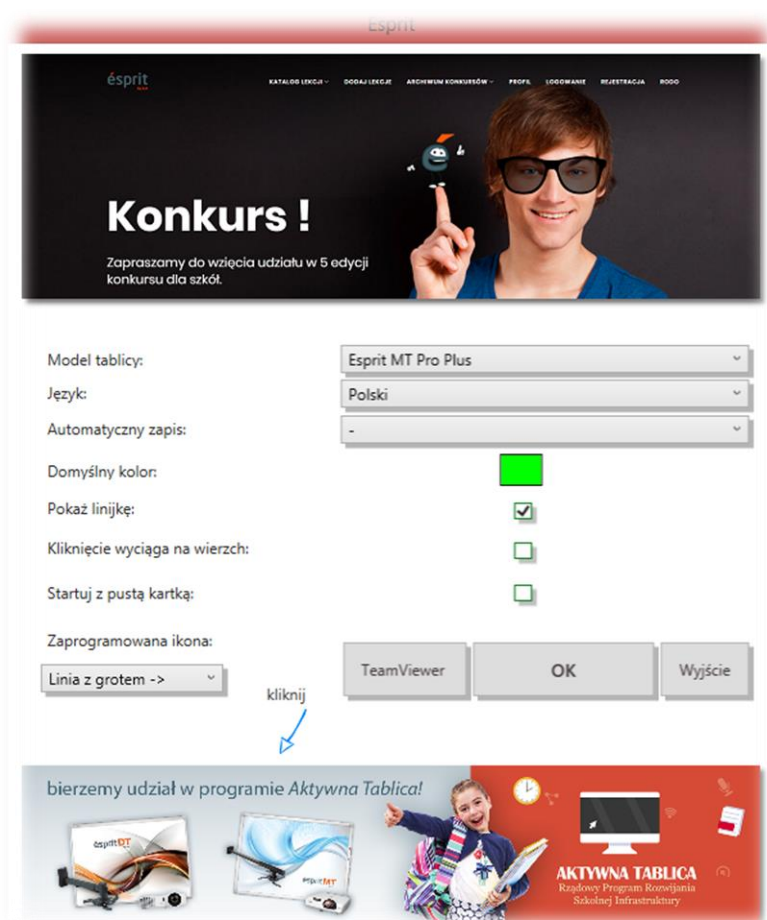 Esprit
ésprit
KATALOG LEKCJI
DODAJ LEKCJE
ARCHIWUM KONKURSÓW
PROFIL
LOGOWANIE
REJESTRACJA
RODO
Konkurs !
Zapraszamy do wzięcia udziału w 5 edycji
konkursu dla szkół.
Model tablicy:
Esprit MT Pro Plus
Język:
Polski
Automatyczny zapis:
-
Domyślny kolor:
Pokaż linijkę:
Kliknięcie wyciąga na wierzch:
Startuj z pustą kartką:
Zaprogramowana ikona:
Linia z grotem ->
kliknij
TeamViewer
OK
Wyjście
bierzemy udział w programie Aktywna Tablica!
ésprit DT
ésprit MT
AKTYWNA TABLICA
Rządowy Program Rozwijania
Szkolnej Infrastruktury